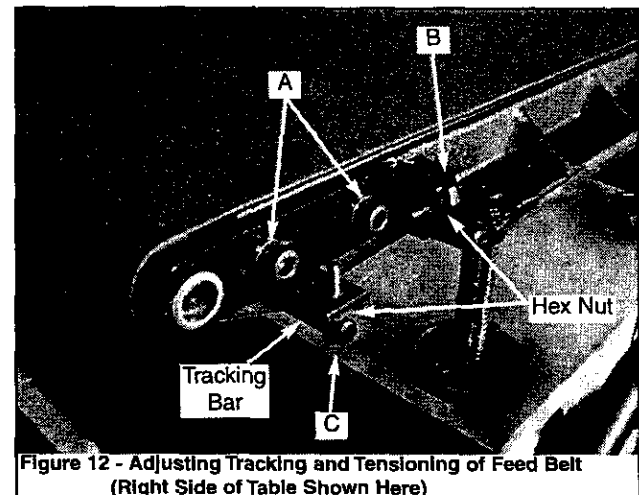 B
A
Hex Nut
Tracking
Bar
C
Figure 12 - Adjusting Tracking and Tensioning of Feed Belt
(Right Side of Table Shown Here)